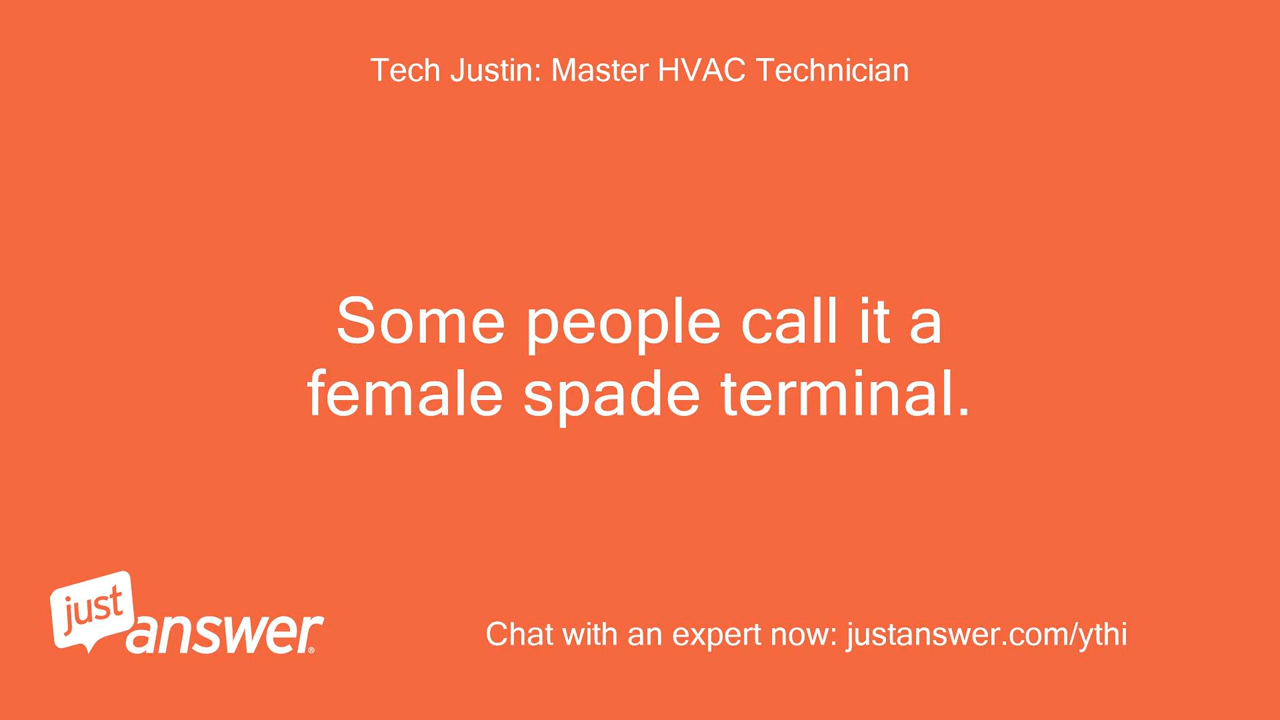 Tech Justin: Master HVAC Technician
Some people call it a
female spade terminal.
just
answer®
Chat with an expert now: justanswer.com/ythi